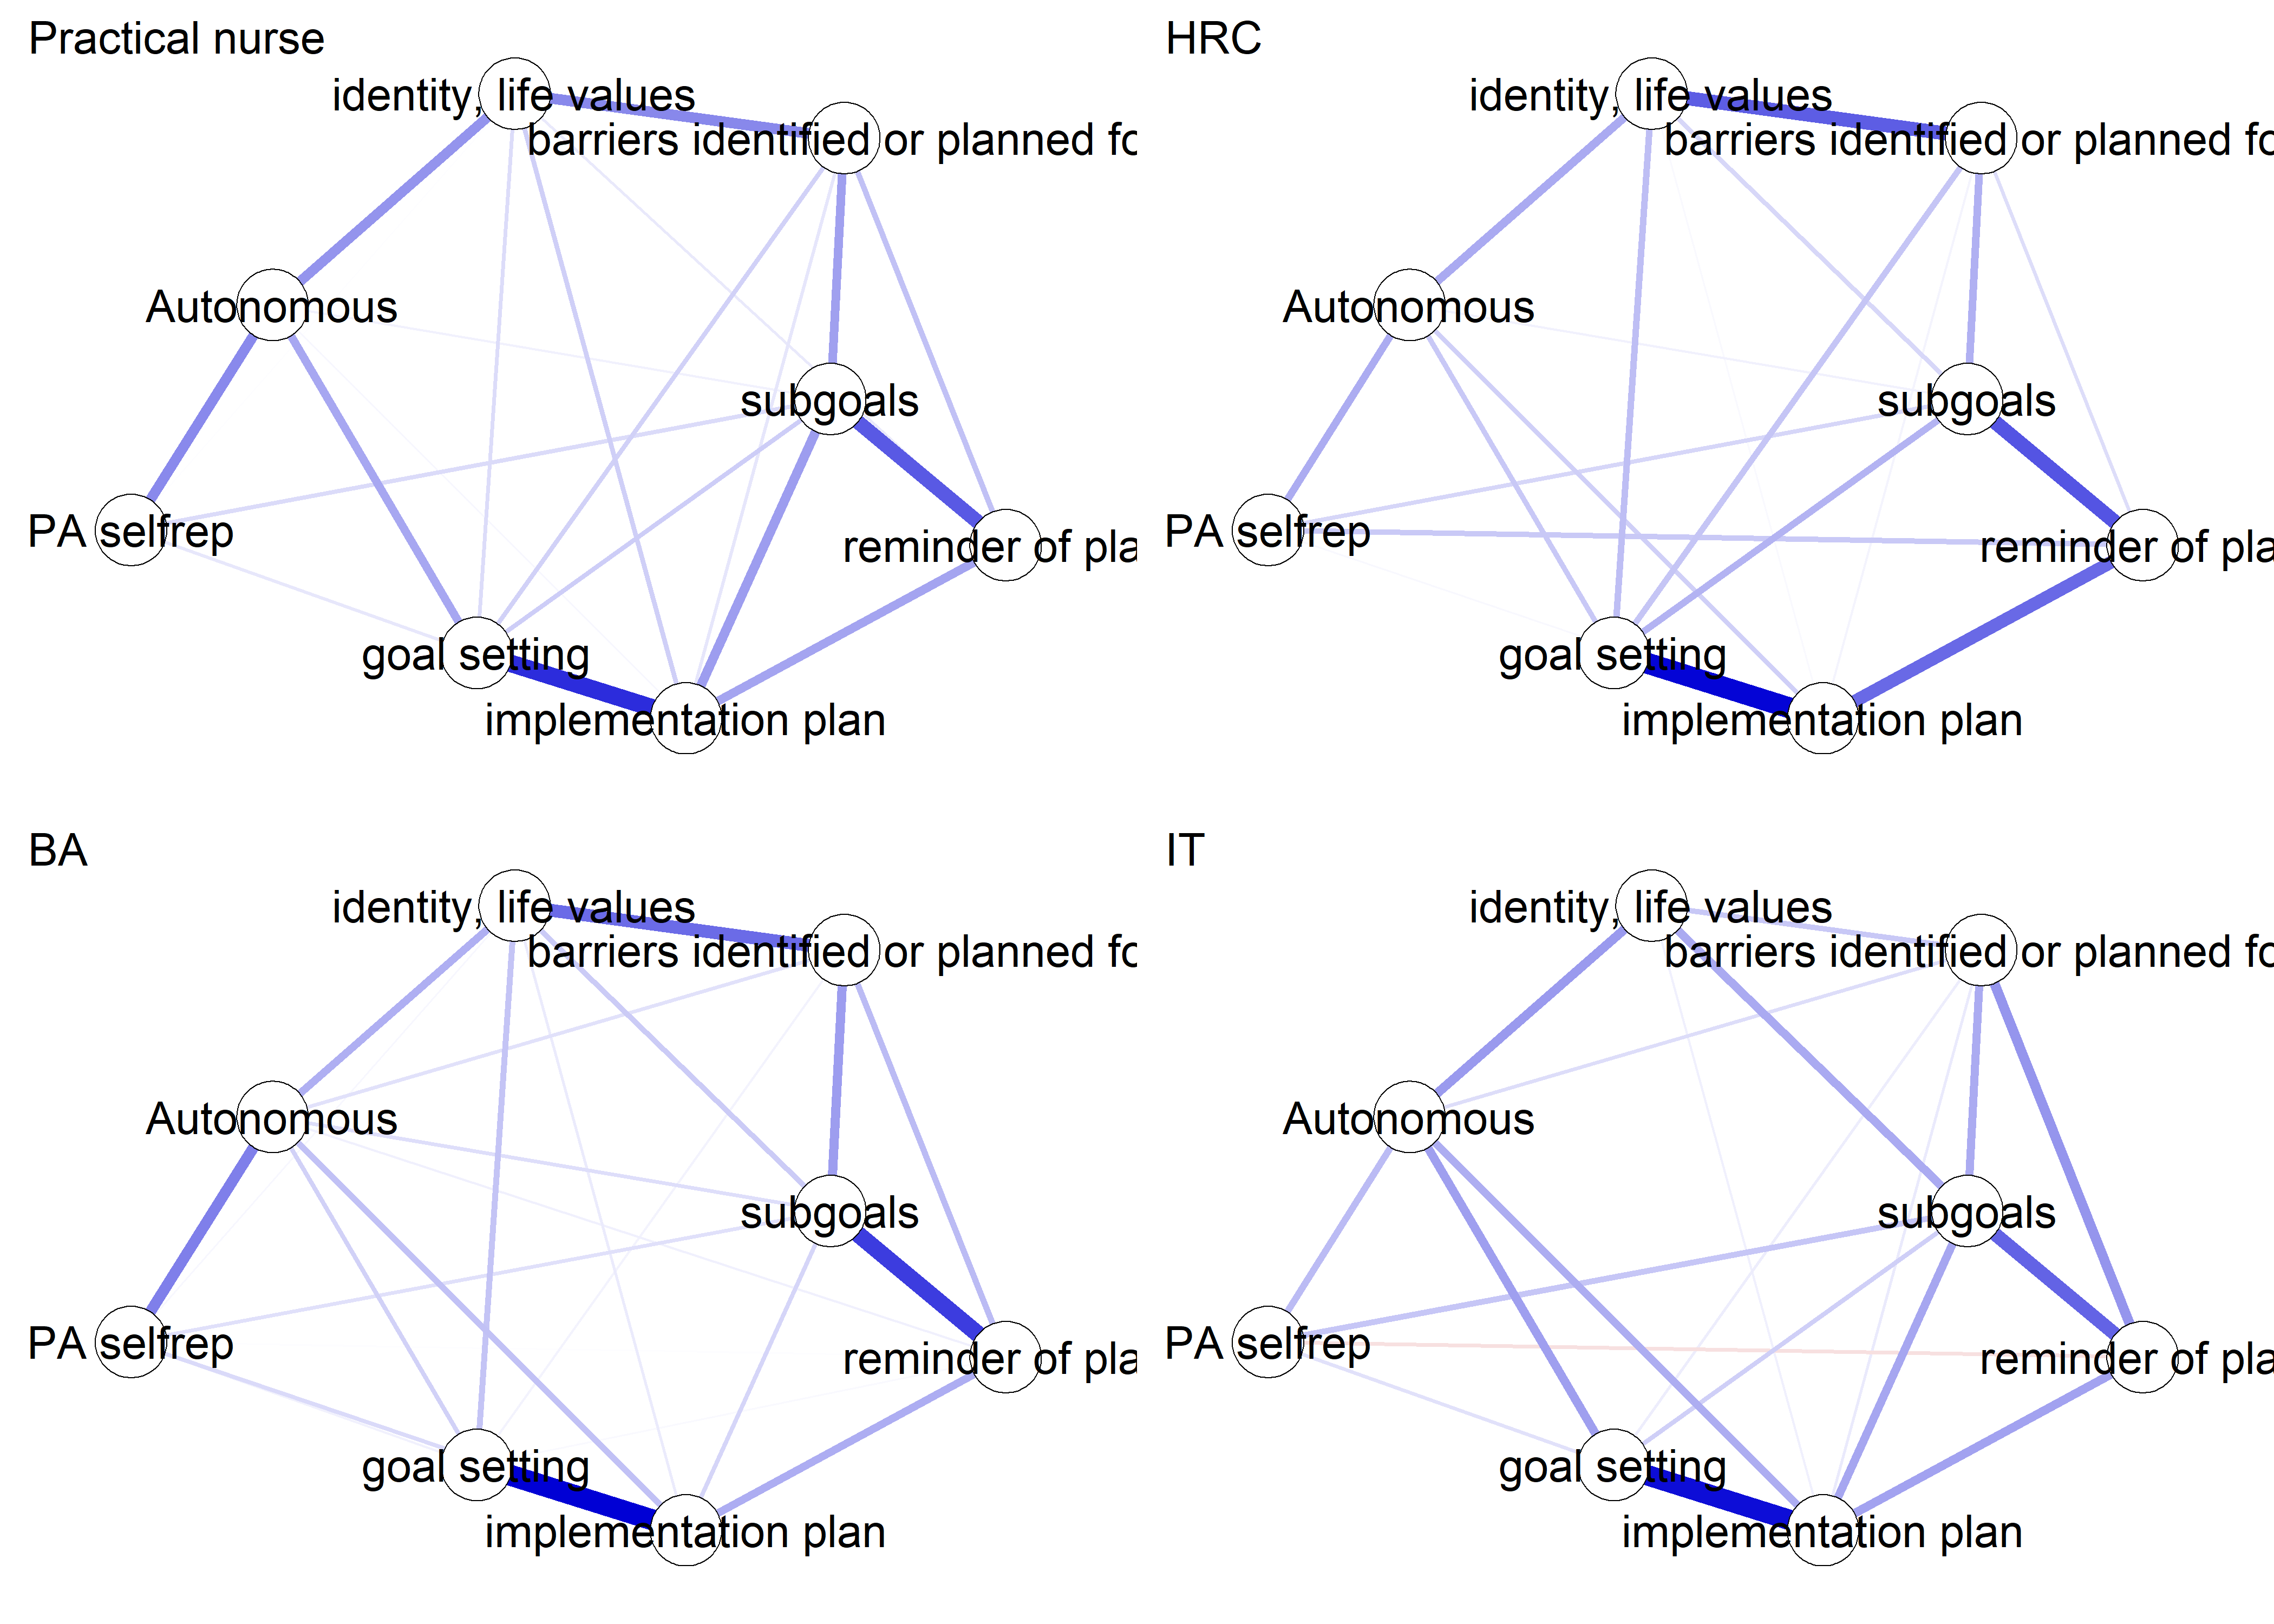 Practical nurse
identity, life values
barriers identified or planned fo
Autonomous
subgoals
PA selfrep
reminder of pla
goal setting
implementation plan
HRC
identity, life values
barriers identified or planned fo
Autonomous
subgoals
PA selfrep
reminder of pla
goal setting
implementation plan
BA
identity, life values
barriers identified or planned fo
Autonomous
subgoals
PA selfrep
reminder of pla
goal setting
implementation plan
IT
identity, life values
barriers identified or planned fo
Autonomous
subgoals
PA selfrep
reminder of pla
goal setting
implementation plan